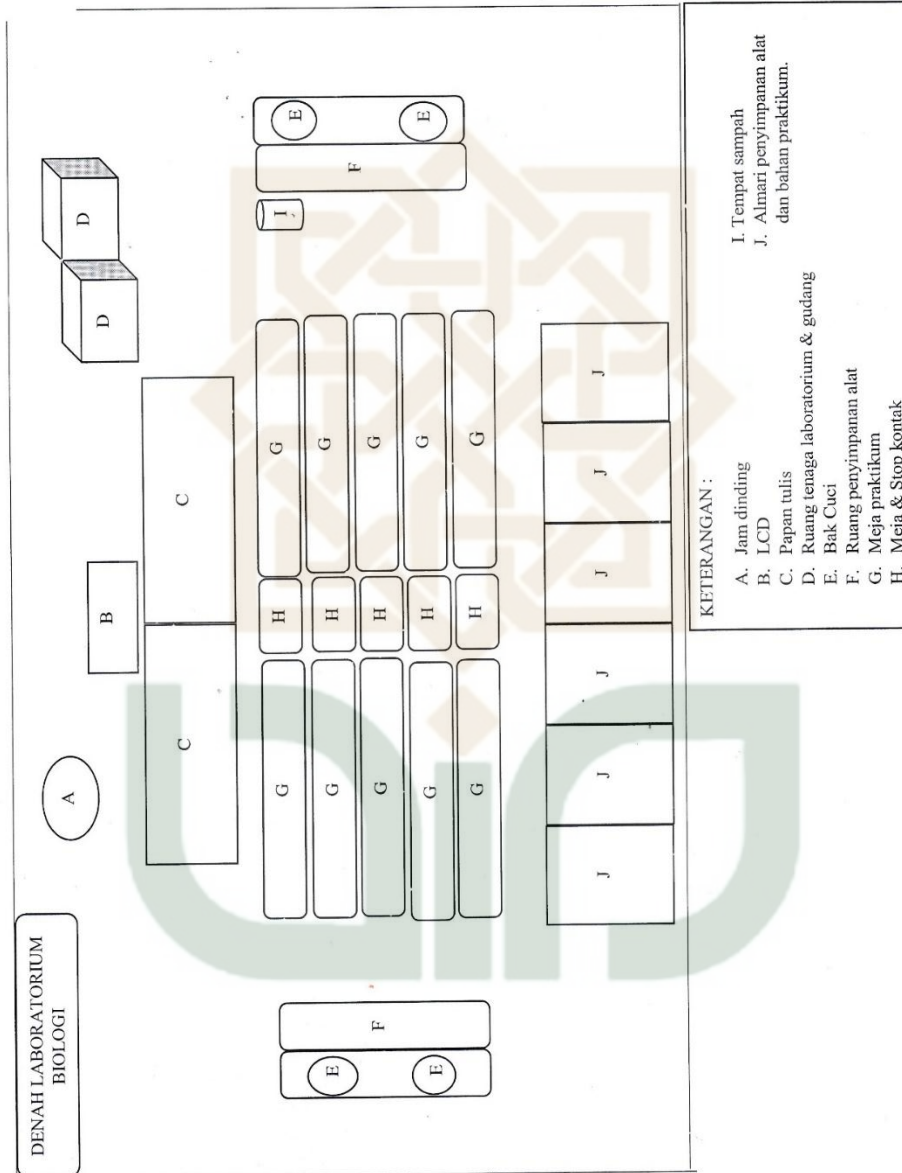 DENAH LABORATORIUM
BIOLOGI
A
D
B
D
C C
G H G I E
E G H G
F G H G F
E G H G E
G H G
J J J J J J
KETERANGAN :
A. Jam dinding
B. LCD
C. Papan tulis
D. Ruang tenaga laboratorium & gudang
E. Bak Cuci
F. Ruang penyimpanan alat
G. Meja praktikum
H. Meja & Stop kontak
I. Tempat sampah
J. Almari penyimpanan alat
dan bahan praktikum.